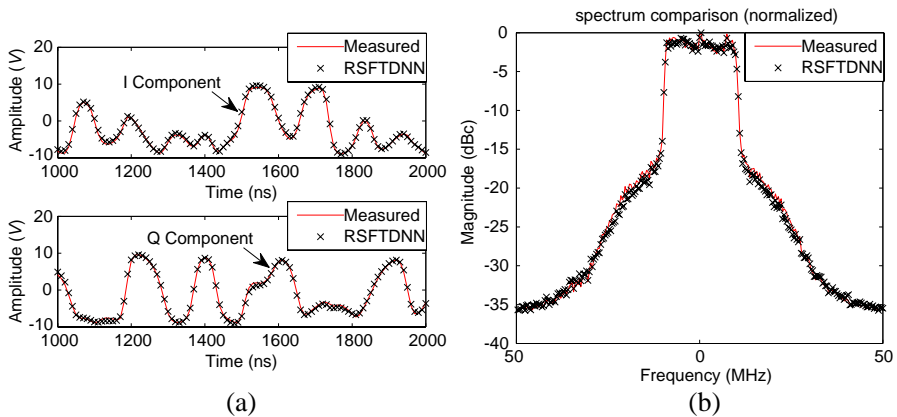 Amplitude (V)
20
10
0
-10
Measured
RSFTDNN
I Component
1000 1200 1400 1600 1800 2000
Time (ns)
Amplitude (V)
20
10
0
-10
Measured
RSFTDNN
Q Component
1000 1200 1400 1600 1800 2000
Time (ns)
(a)
spectrum comparison (normalized)
Magnitude (dBc)
0
-5
-10
-15
-20
-25
-30
-35
-40
Measured
RSFTDNN
50 0 50
Frequency (MHz)
(b)